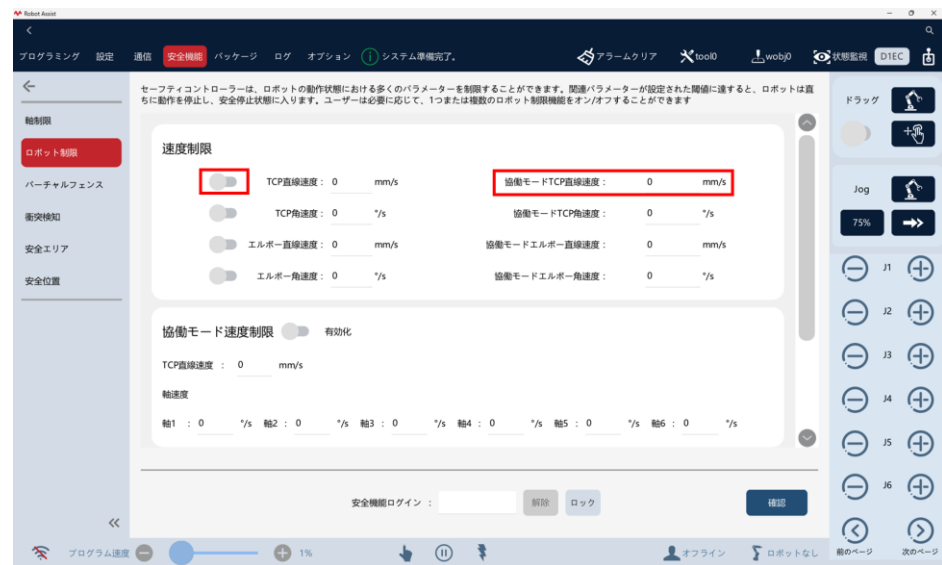 Robot Assist
プログラミング 設定 通信 安全機能 パッケージ ログ オプション システム準備完了。 アラームクリア tool0 wobj0 状態監視 D1EC
セーフティコントローラーは、ロボットの動作状態における多くのパラメーターを制限することができます。関連パラメーターが設定された閾値に達すると、ロボットは直
ちに動作を停止し、安全停止状態に入ります。ユーザーは必要に応じて、1つまたは複数のロボット制限機能をオン/オフすることができます
軸制限
ロボット制限
バーチャルフェンス
衝突検知
安全エリア
安全位置
速度制限
TCP直線速度： 0 mm/s 協働モードTCP直線速度： 0 mm/s
TCP角速度： 0 °/s 協働モードTCP角速度： 0 °/s
エルボー直線速度： 0 mm/s 協働モードエルボー直線速度： 0 mm/s
エルボー角速度： 0 °/s 協働モードエルボー角速度： 0 °/s
協働モード速度制限 有効化
TCP直線速度 ： 0 mm/s
軸速度
軸1 ：0 °/s 軸2 ：0 °/s 軸3 ：0 °/s 軸4 ：0 °/s 軸5 ：0 °/s 軸6 ：0 °/s
安全機能ログイン ： 解除 ロック 確認
ドラッグ
Jog
75%
J1
J2
J3
J4
J5
J6
前のページ 次のページ
プログラム速度 1% オフライン ロボットなし